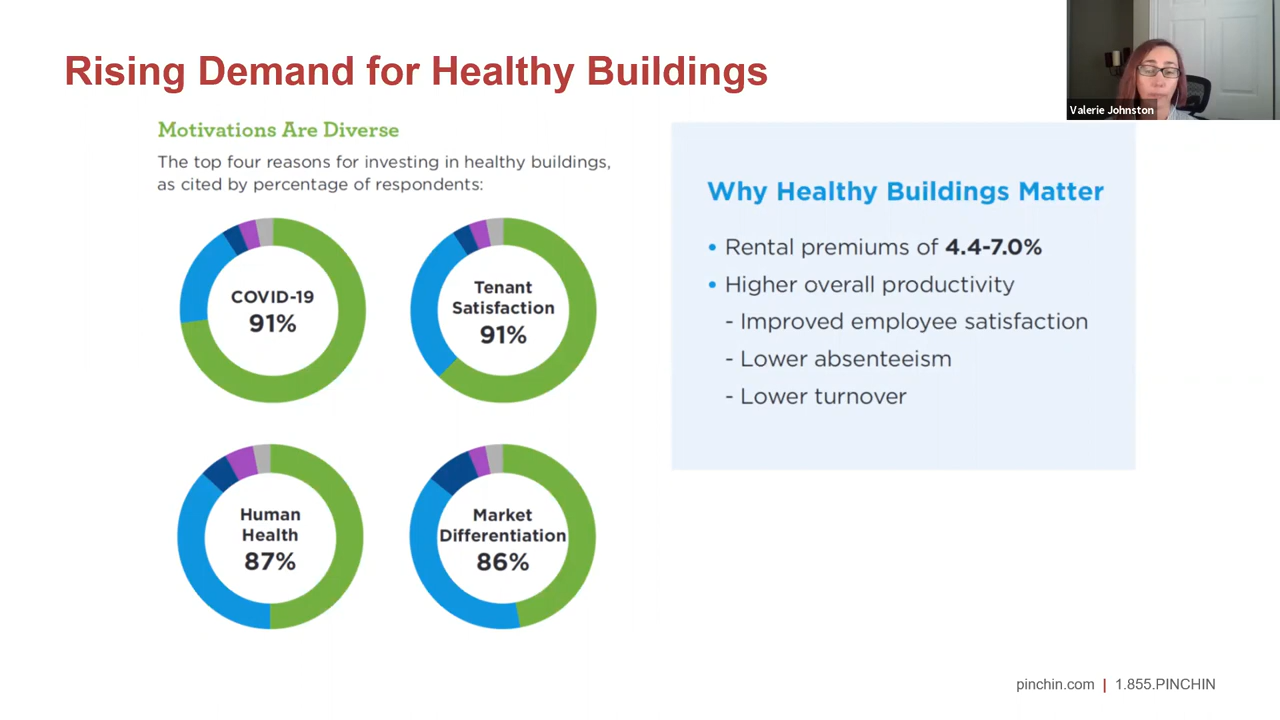 Rising Demand for Healthy Buildings
Valerie Johnston
Motivations Are Diverse
The top four reasons for investing in healthy buildings,
as cited by percentage of respondents:
COVID-19
91%
Tenant
Satisfaction
91%
Human
Health
87%
Market
Differentiation
86%
Why Healthy Buildings Matter
• Rental premiums of 4.4-7.0%
• Higher overall productivity
- Improved employee satisfaction
- Lower absenteeism
- Lower turnover
pinchin.com | 1.855.PINCHIN